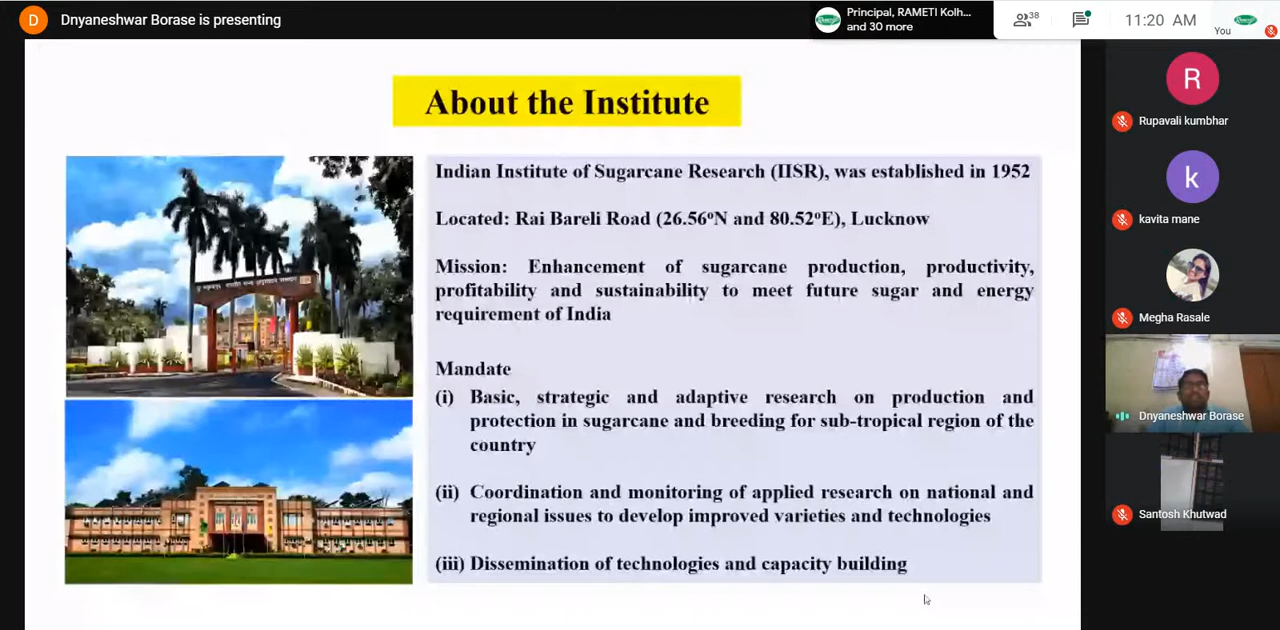 D Dnyaneshwar Borase is presenting
Principal, RAMETI Kolh...
and 30 more
38
11:20 AM
You
About the Institute
Indian Institute of Sugarcane Research (IISR), was established in 1952
Located: Rai Bareli Road (26.56⁰N and 80.52⁰E), Lucknow
Mission: Enhancement of sugarcane production, productivity,
profitability and sustainability to meet future sugar and energy
requirement of India
Mandate
(i) Basic, strategic and adaptive research on production and
protection in sugarcane and breeding for sub-tropical region of the
country
(ii) Coordination and monitoring of applied research on national and
regional issues to develop improved varieties and technologies
(iii) Dissemination of technologies and capacity building
R
Rupavali kumbhar
k
kavita mane
Megha Rasale
Dnyaneshwar Borase
Santosh Khutwad